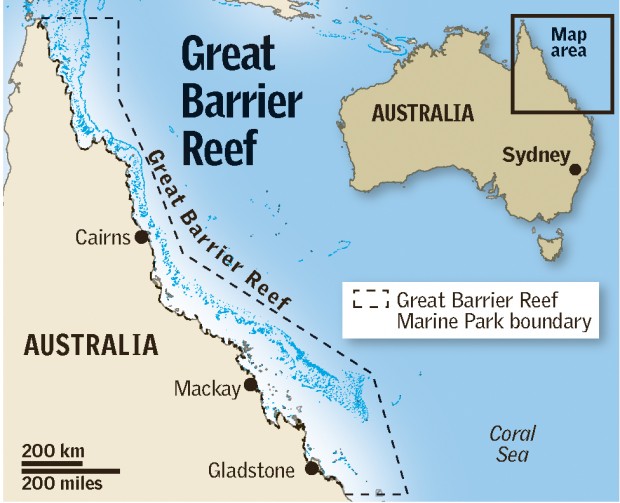 Great
Barrier
Reef
Map
area
AUSTRALIA
Sydney
Great Barrier Reef
Cairns
Great Barrier Reef
Marine Park boundary
AUSTRALIA
Mackay
Coral
Sea
200 km
200 miles
Gladstone